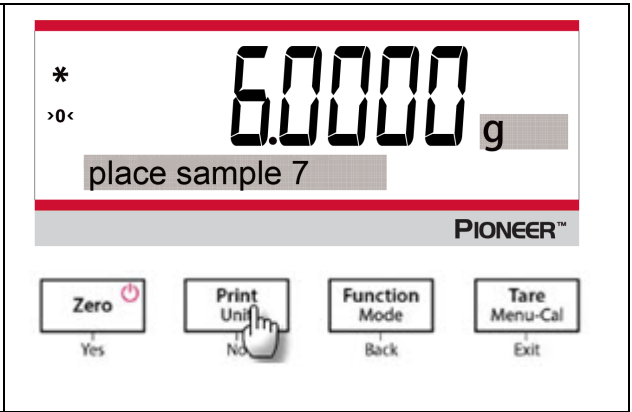 *
6.0000 g
>0<
place sample 7
PIONEER™
Zero Print Function Tare
Unit Mode Menu-Cal
Yes No Back Exit